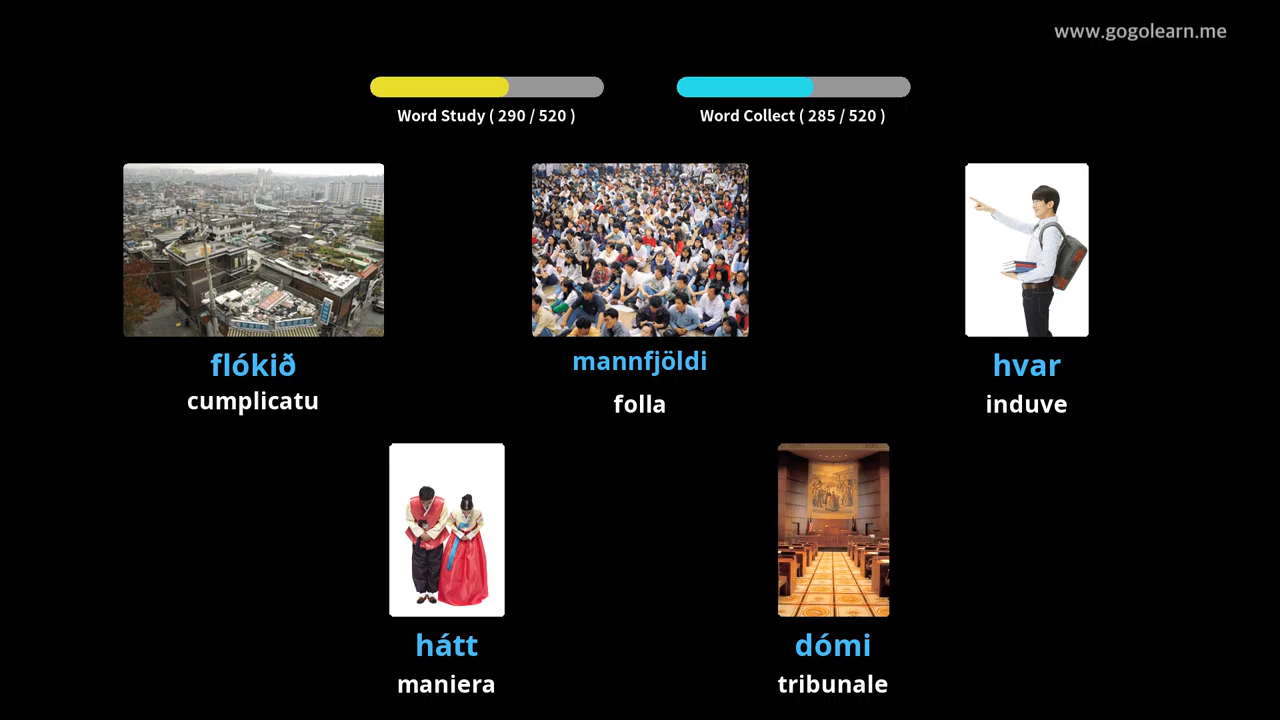 www.gogolearn.me
Word Study ( 290 / 520 )
Word Collect ( 285 / 520 )
flókið
cumplicatu
mannfjöldi
folla
hvar
induve
hátt
maniera
dómi
tribunale